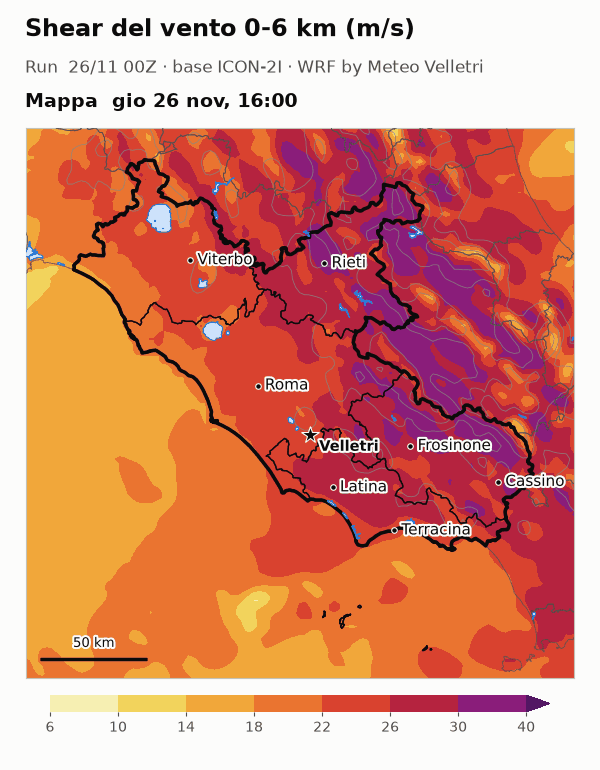 Shear del vento 0-6 km (m/s)
Run  26/11 00Z · base ICON-2I · WRF by Meteo Velletri
Mappa  gio 26 nov, 16:00
Viterbo
Rieti
Roma
Velletri
Frosinone
Latina
Cassino
Terracina
50 km
6 10 14 18 22 26 30 40